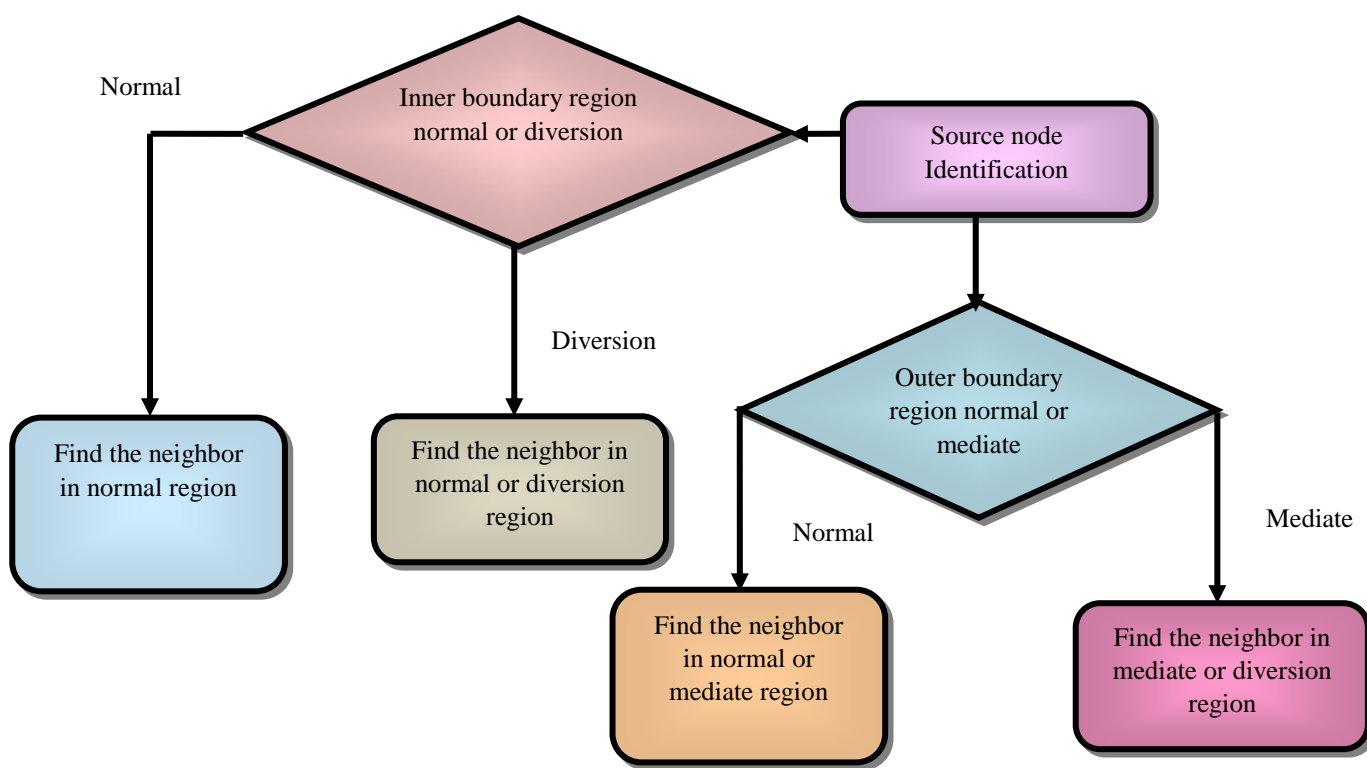 Normal
Inner boundary region
normal or diversion
Source node
Identification
Diversion
Outer boundary
region normal or
mediate
Find the neighbor
in normal region
Find the neighbor in
normal or diversion
region
Normal
Mediate
Find the neighbor
in normal or
mediate region
Find the neighbor in
mediate or diversion
region